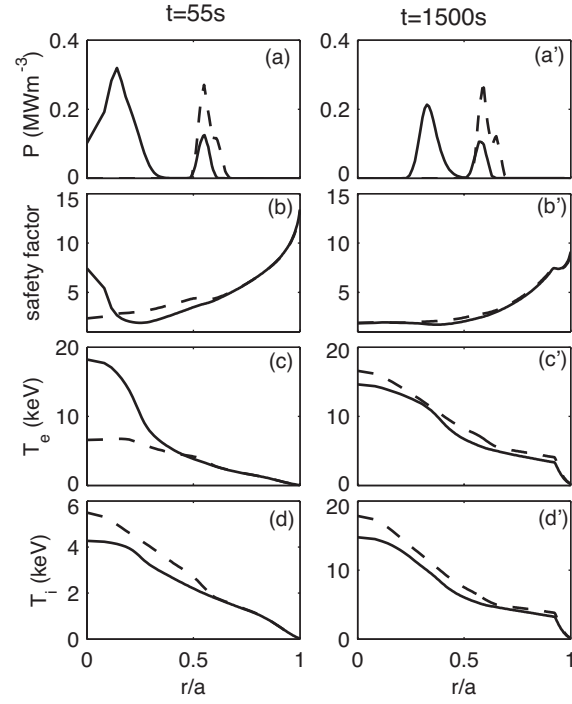 t=55s
t=1500s
0.4
0.2
0
P (MWm⁻³)
(a)
0.4
0.2
0
(a')
15
10
5
safety factor
(b)
15
10
5
(b')
20
10
0
T_e (keV)
(c)
20
10
0
(c')
6
4
2
0
T_i (keV)
(d)
20
10
0
(d')
0
0.5
1
r/a
0
0.5
1
r/a